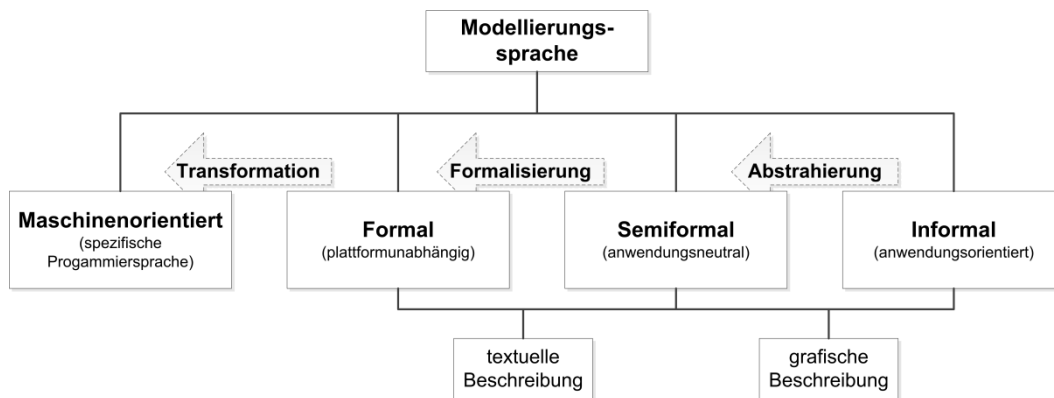 Modellierungs-
sprache
Transformation
Formalisierung
Abstrahierung
Maschinenorientiert
(spezifische
Progammiersprache)
Formal
(plattformunabhängig)
Semiformal
(anwendungsneutral)
Informal
(anwendungsorientiert)
textuelle
Beschreibung
grafische
Beschreibung